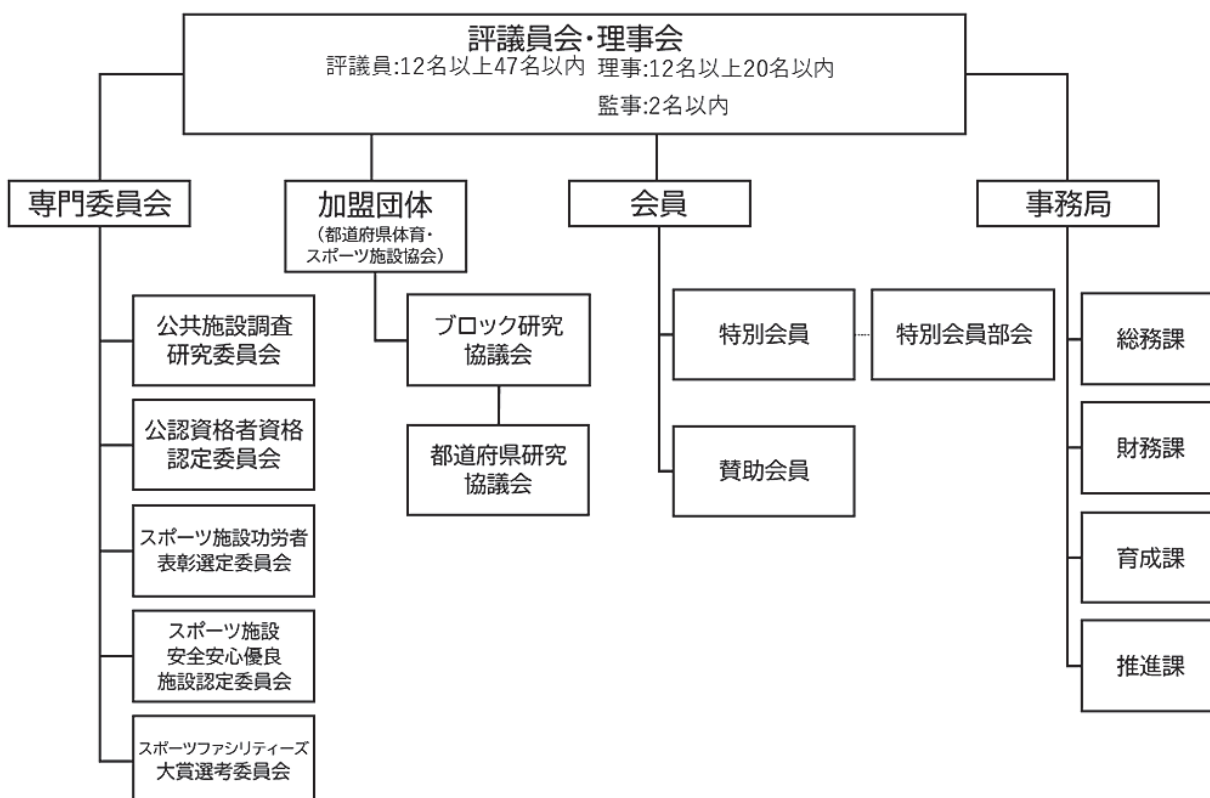 評議員会・理事会
評議員:12名以上47名以内 理事:12名以上20名以内
監事:2名以内
専門委員会
公共施設調査
研究委員会
公認資格者資格
認定委員会
スポーツ施設功労者
表彰選定委員会
スポーツ施設
安全安心優良
施設認定委員会
スポーツファシリティーズ
大賞選考委員会
加盟団体
（都道府県体育・
スポーツ施設協会）
ブロック研究
協議会
都道府県研究
協議会
会員
特別会員
特別会員部会
賛助会員
事務局
総務課
財務課
育成課
推進課